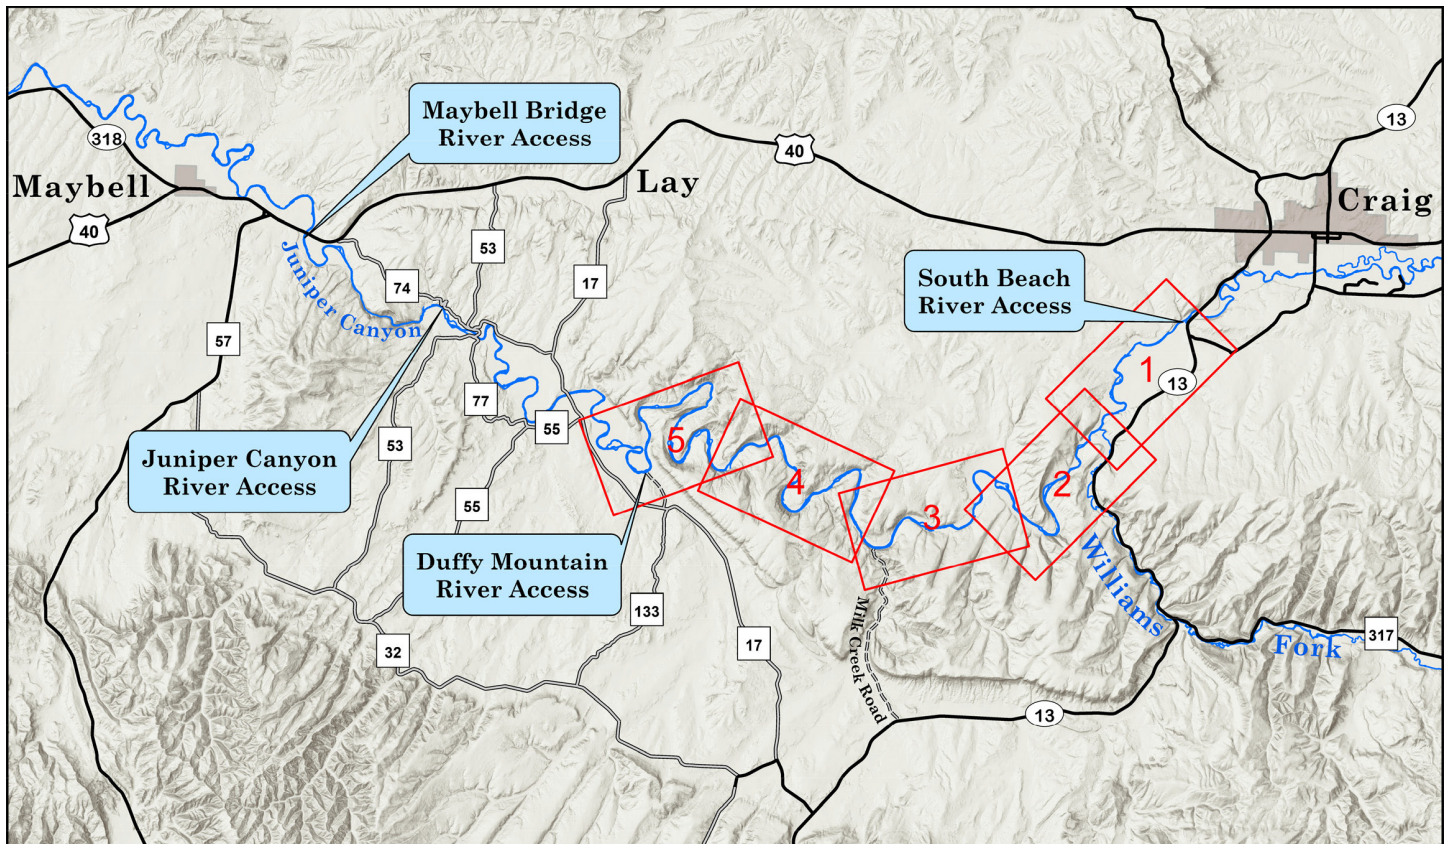 Maybell Bridge
River Access
13
318
40
Maybell
Lay
Craig
40
53
17
74
Juniper Canyon
South Beach
River Access
57
1
13
77
55
53
5
4
2
3
Juniper Canyon
River Access
55
Duffy Mountain
River Access
Williams
Fork
317
133
17
32
Milk Creek Road
13